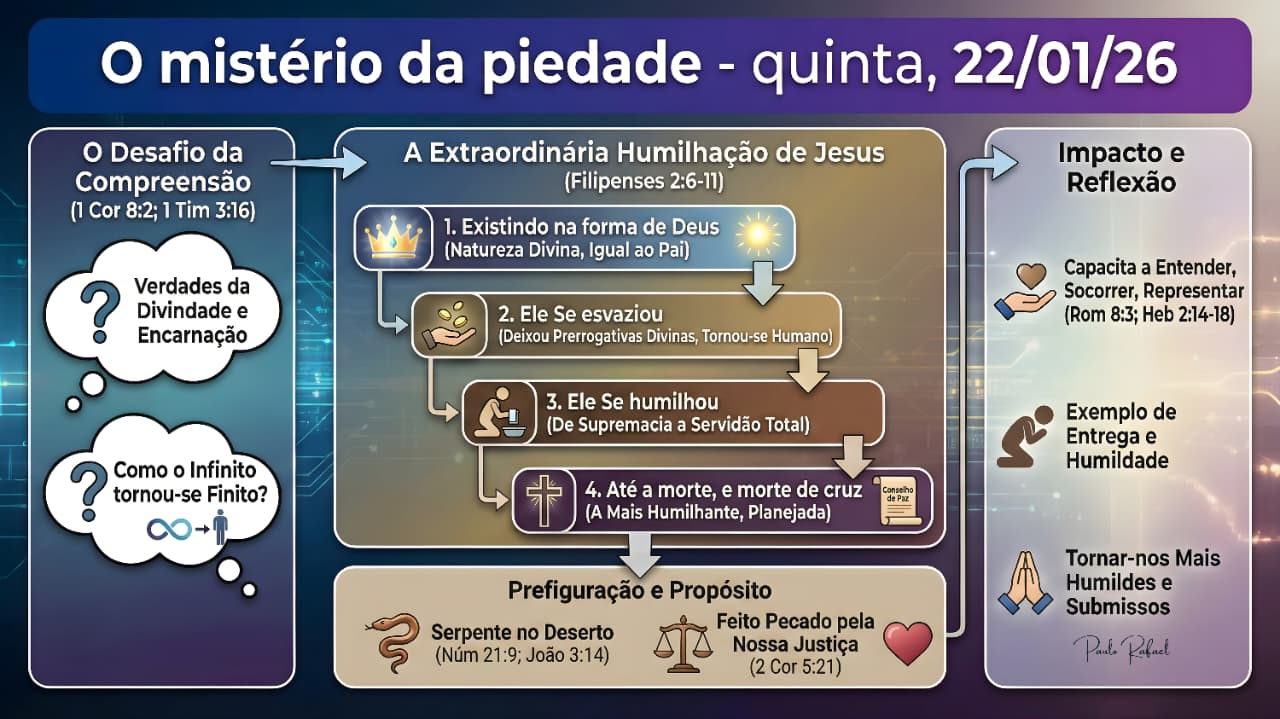 O mistério da piedade - quinta, 22/01/26
O Desafio da
Compreensão
(1 Cor 8:2; 1 Tim 3:16)
?
Verdades da
Divindade e
Encarnação
?
Como o Infinito
tornou-se Finito?
A Extraordinária Humilhação de Jesus
(Filipenses 2:6-11)
1. Existindo na forma de Deus
(Natureza Divina, Igual ao Pai)
2. Ele Se esvaziou
(Deixou Prerrogativas Divinas, Tornou-se Humano)
3. Ele Se humilhou
(De Supremacia a Servidão Total)
4. Até a morte, e morte de cruz
(A Mais Humilhante, Planejada)
Conselho
de Paz
Prefiguração e Propósito
Serpente no Deserto
(Núm 21:9; João 3:14)
Feito Pecado pela
Nossa Justiça
(2 Cor 5:21)
Impacto e
Reflexão
Capacita a Entender,
Socorrer, Representar
(Rom 8:3; Heb 2:14-18)
Exemplo de
Entrega e
Humildade
Tornar-nos Mais
Humildes e
Submissos
Paulo Rafael